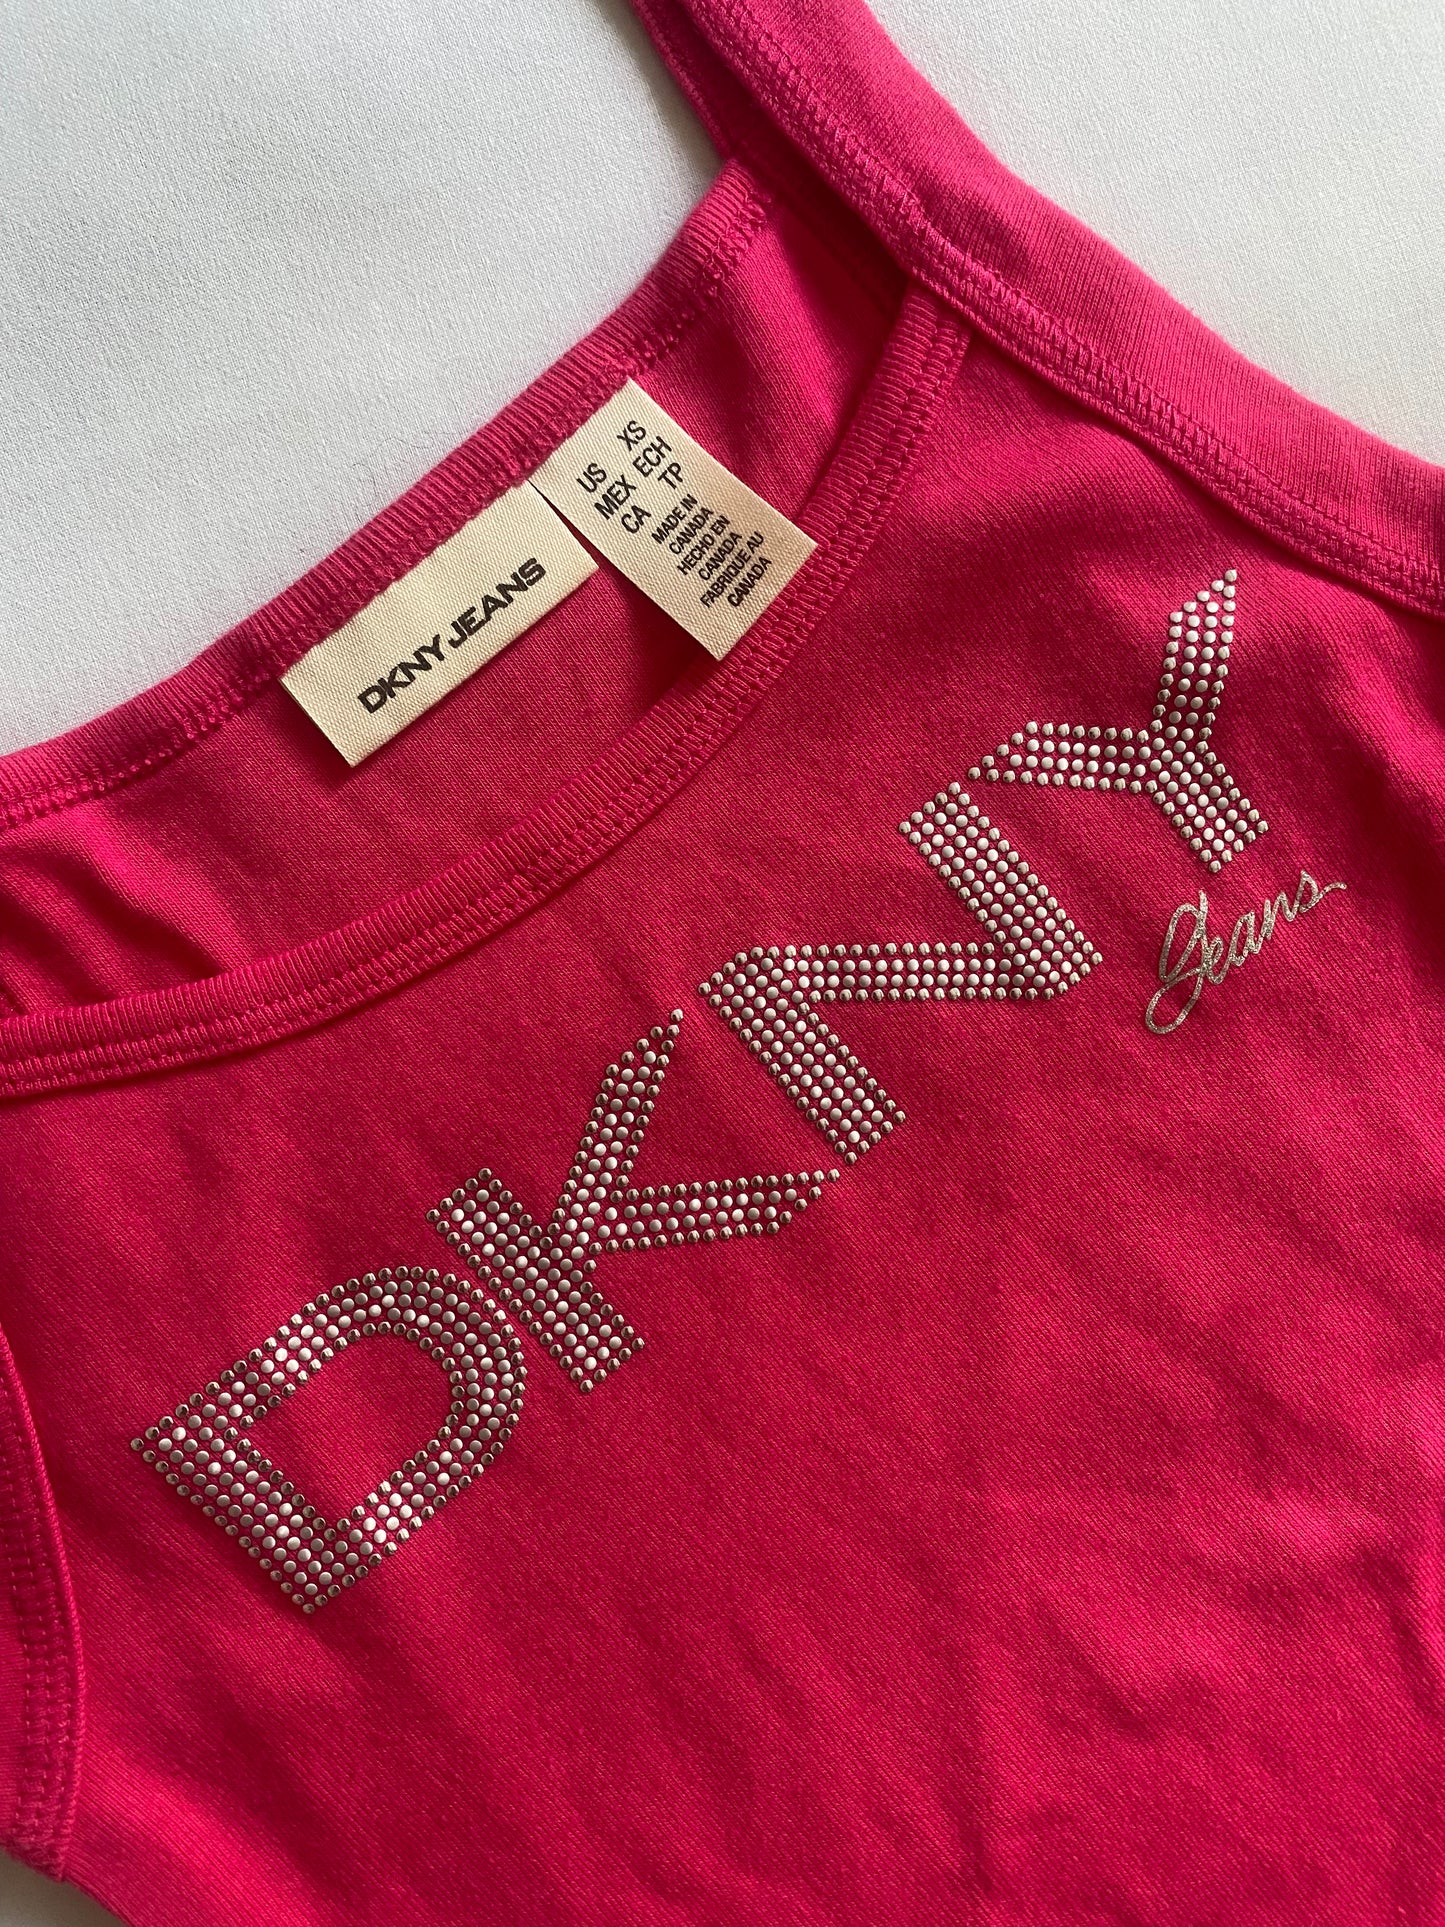 DKNY JEANS
US XS
MEX ECH
CA TP
MADE IN
CANADA
HECHO EN
CANADA
FABRIQUE AU
CANADA
DKNY
Jeans